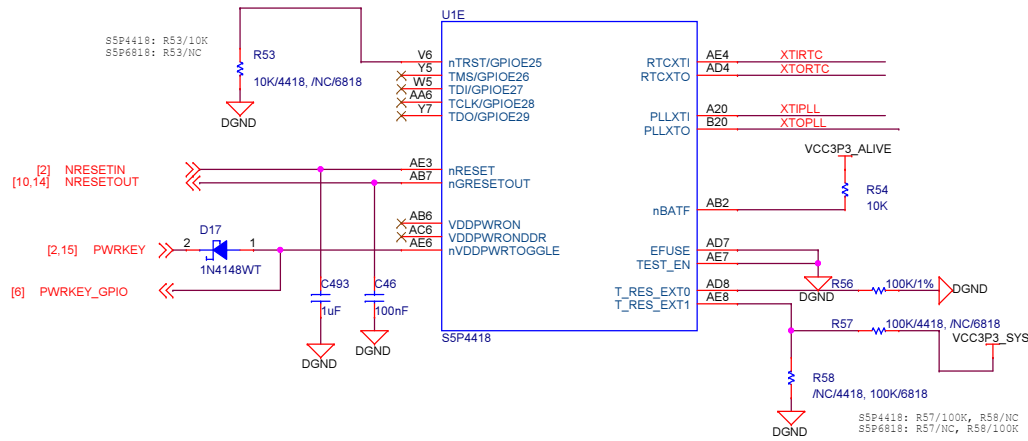 U1E
S5P4418: R53/10K
S5P6818: R53/NC
R53
10K/4418, /NC/6818
DGND
V6 nTRST/GPIOE25
Y5 TMS/GPIOE26
W5 TDI/GPIOE27
AA6 TCLK/GPIOE28
Y7 TDO/GPIOE29
RTCXTI AE4 XTIRTC
RTCXTO AD4 XTORTC
PLLXTI A20 XTIPLL
PLLXTO B20 XTOPLL
VCC3P3_ALIVE
R54
10K
[2] NRESETIN AE3 nRESET
[10,14] NRESETOUT AB7 nGRESETOUT
nBATF AB2
AB6 VDDPWRON
AC6 VDDPWRONDDR
D17
[2,15] PWRKEY 2 1 AE6 nVDDPWRTOGGLE
1N4148WT
EFUSE AD7
TEST_EN AE7
DGND
[6] PWRKEY_GPIO
C493
1uF
DGND
C46
100nF
DGND
T_RES_EXT0 AD8 R56 100K/1% DGND
T_RES_EXT1 AE8
R57 100K/4418, /NC/6818
VCC3P3_SYS
S5P4418
R58
/NC/4418, 100K/6818
DGND
S5P4418: R57/100K, R58/NC
S5P6818: R57/NC, R58/100K